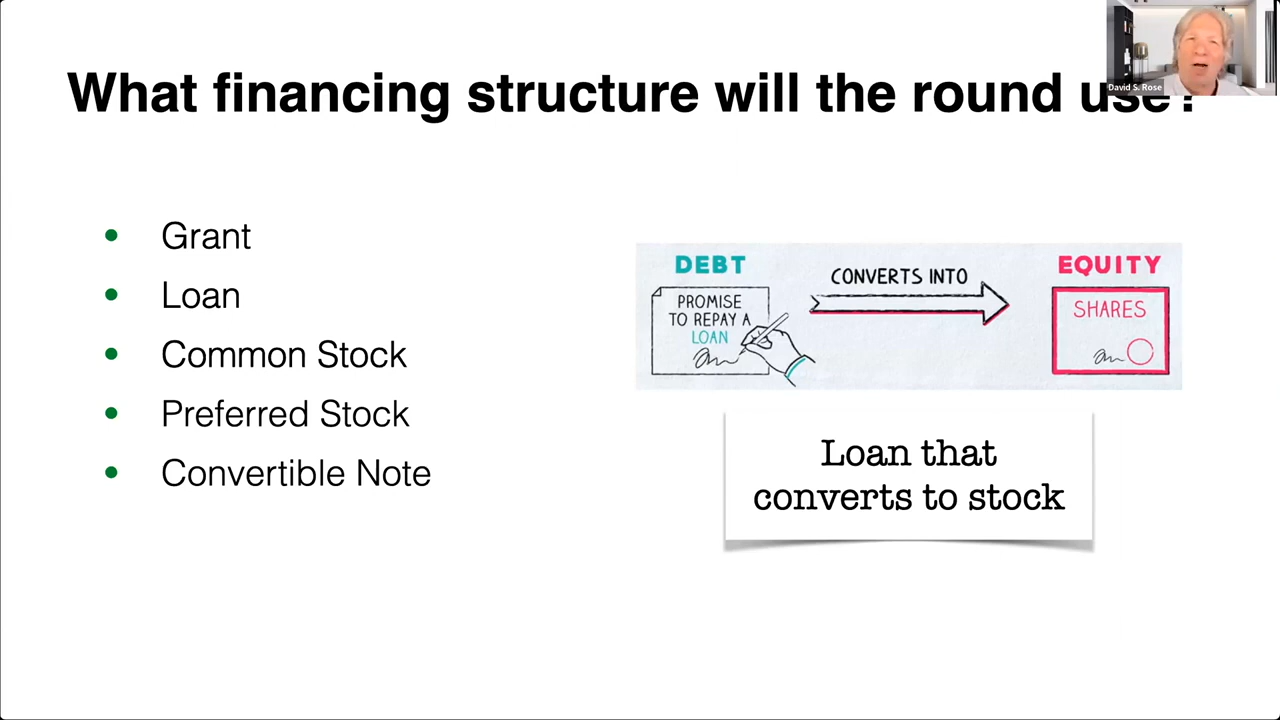 What financing structure will the round use?
David S. Rose
Grant
Loan
Common Stock
Preferred Stock
Convertible Note
DEBT
PROMISE
TO REPAY A
LOAN
CONVERTS INTO
EQUITY
SHARES
Loan that
converts to stock